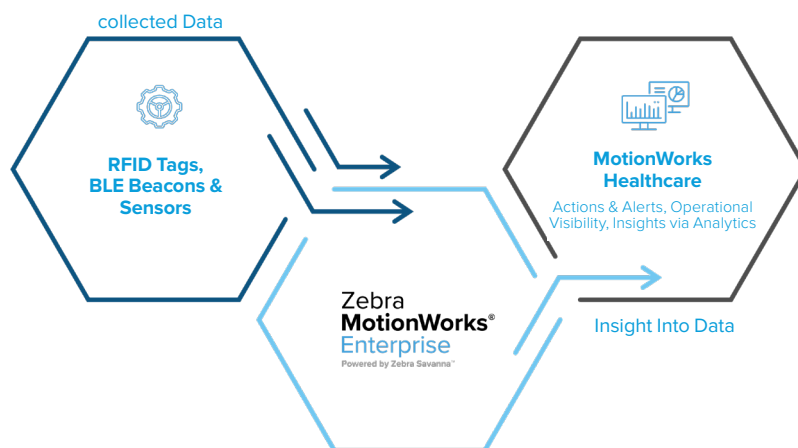 collected Data
RFID Tags,
BLE Beacons &
Sensors
MotionWorks
Healthcare
Actions & Alerts, Operational
Visibility, Insights via Analytics
Zebra
MotionWorks®
Enterprise
Powered by Zebra Savanna™
Insight Into Data